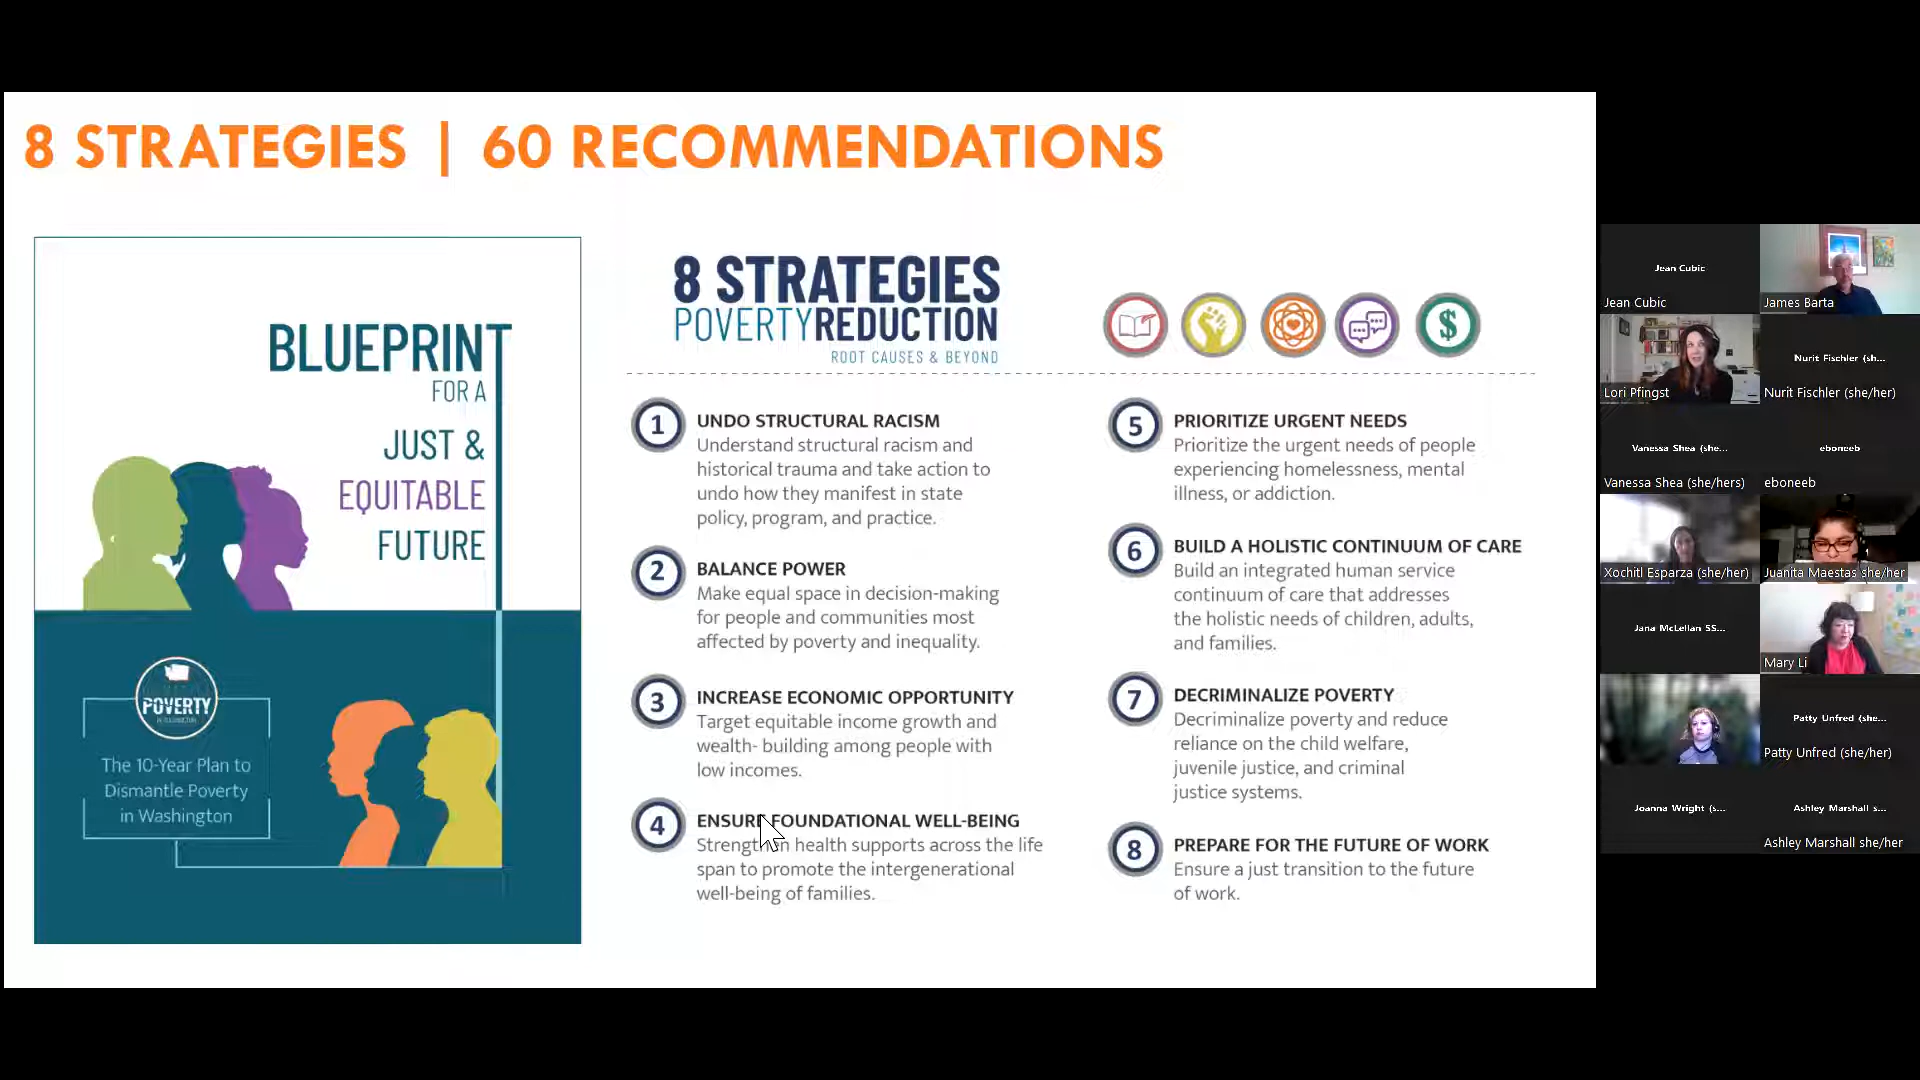 8 STRATEGIES | 60 RECOMMENDATIONS
BLUEPRINT
FOR A
JUST &
EQUITABLE
FUTURE
POVERTY
The 10-Year Plan to
Dismantle Poverty
in Washington
8 STRATEGIES
POVERTYREDUCTION
ROOT CAUSES & BEYOND
$
1
UNDO STRUCTURAL RACISM
Understand structural racism and
historical trauma and take action to
undo how they manifest in state
policy, program, and practice.
2
BALANCE POWER
Make equal space in decision-making
for people and communities most
affected by poverty and inequality.
3
INCREASE ECONOMIC OPPORTUNITY
Target equitable income growth and
wealth- building among people with
low incomes.
4
ENSURE FOUNDATIONAL WELL-BEING
Strengthen health supports across the life
span to promote the intergenerational
well-being of families.
5
PRIORITIZE URGENT NEEDS
Prioritize the urgent needs of people
experiencing homelessness, mental
illness, or addiction.
6
BUILD A HOLISTIC CONTINUUM OF CARE
Build an integrated human service
continuum of care that addresses
the holistic needs of children, adults,
and families.
7
DECRIMINALIZE POVERTY
Decriminalize poverty and reduce
reliance on the child welfare,
juvenile justice, and criminal
justice systems.
8
PREPARE FOR THE FUTURE OF WORK
Ensure a just transition to the future
of work.
Jean Cubic
Jean Cubic
James Barta
Lori Pfingst
Nurit Fischler (sh...
Nurit Fischler (she/her)
Vanessa Shea (she...
Vanessa Shea (she/hers)
eboneeb
eboneeb
Xochitl Esparza (she/her)
Juanita Maestas she/her
Jana McLellan SS...
Mary Li
Patty Unfred (she...
Patty Unfred (she/her)
Joanna Wright (s...
Ashley Marshall s...
Ashley Marshall she/her